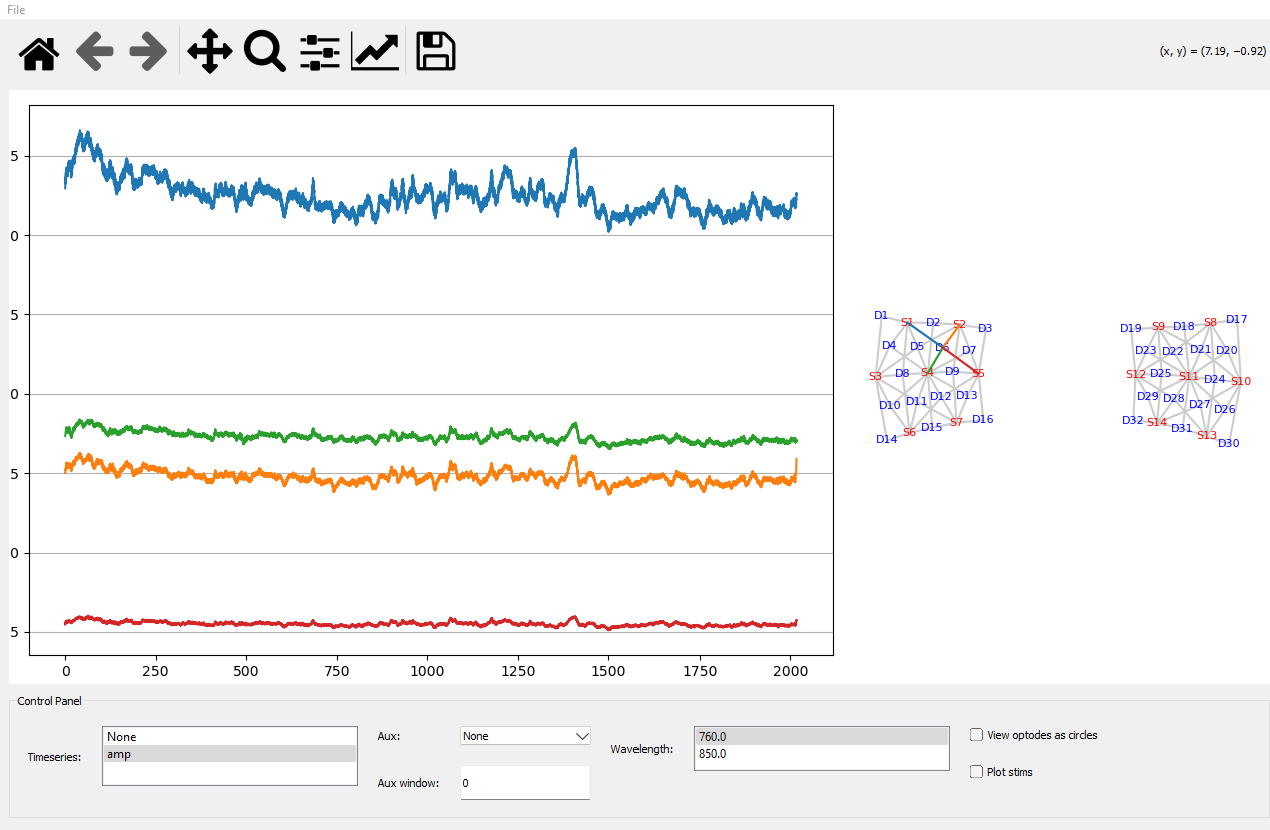 File
(x, y) = (7.19, −0.92)
5
0
5
0
5
0
5
0 250 500 750 1000 1250 1500 1750 2000
D1 S1 D2 S2 D3
D4 D5 D6 D7
S3 D8 S4 D9 S5
D10 D11 D12 D13
D14 S6 D15 S7 D16
D19 S9 D18 S8 D17
D23 D22 D21 D20
S12 D25 S11 D24 S10
D29 D28 D27 D26
D32 S14 D31 S13 D30
Control Panel
Timeseries:
None
amp
Aux:
None
Aux window:
0
Wavelength:
760.0
850.0
View optodes as circles
Plot stims